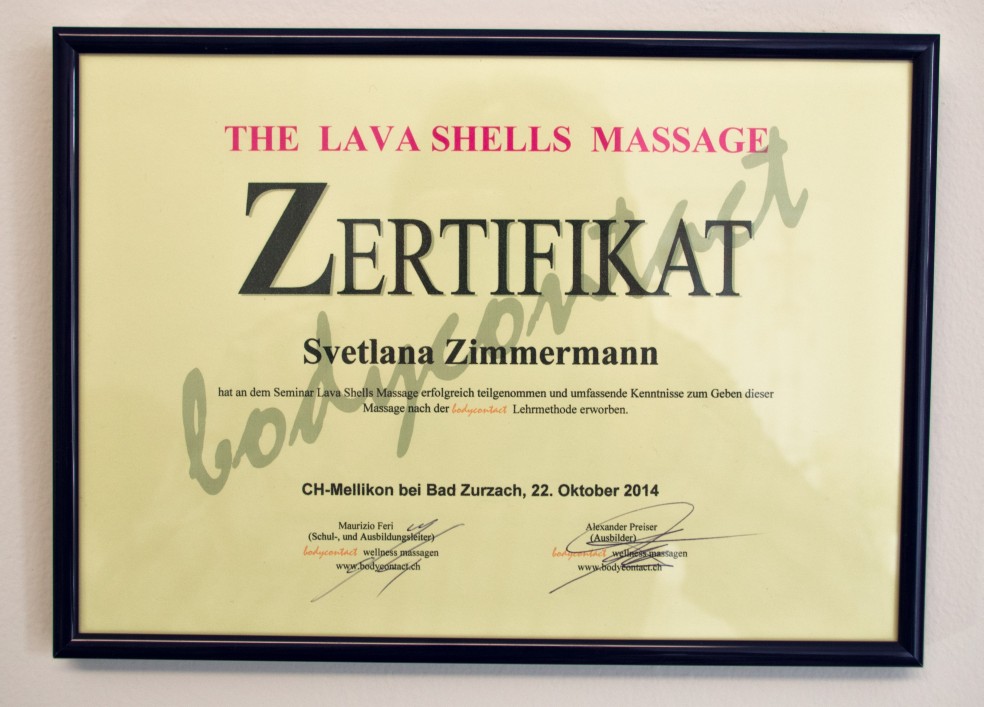 THE LAVA SHELLS MASSAGE
ZERTIFIKAT
bodycontact
Svetlana Zimmermann
hat an dem Seminar Lava Shells Massage erfolgreich teilgenommen und umfassende Kenntnisse zum Geben dieser
Massage nach der bodycontact Lehrmethode erworben.
CH-Mellikon bei Bad Zurzach, 22. Oktober 2014
Maurizio Feri
(Schul-, und Ausbildungsleiter)
bodycontact wellness massagen
www.bodycontact.ch
Alexander Preiser
(Ausbilder)
bodycontact wellness massagen
www.bodycontact.ch